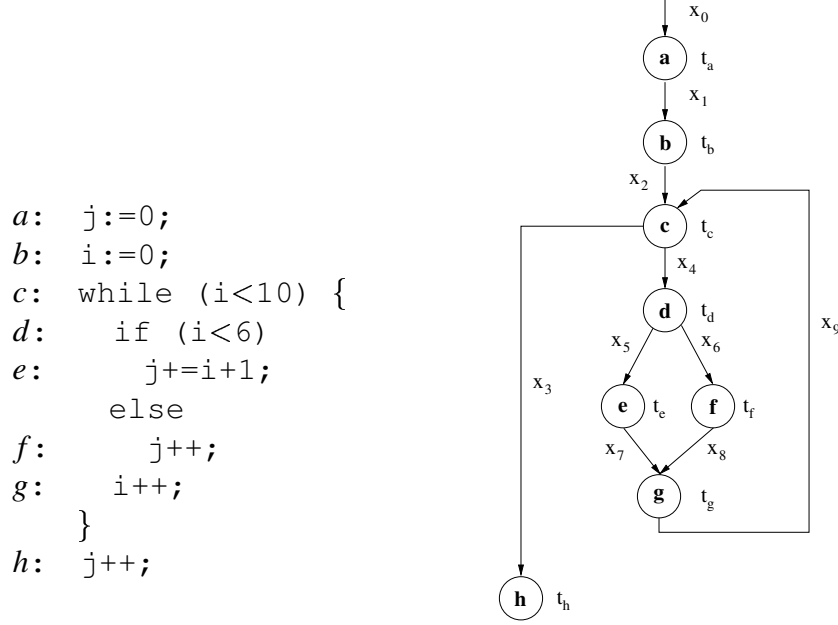 a: j:=0;
b: i:=0;
c: while (i<10) {
d: if (i<6)
e: j+=i+1;
else
f: j++;
g: i++;
}
h: j++;
x0
a ta
x1
b tb
x2
c tc
x4
d td
x5 x6
x9
x3
e te f tf
x7 x8
g tg
h th